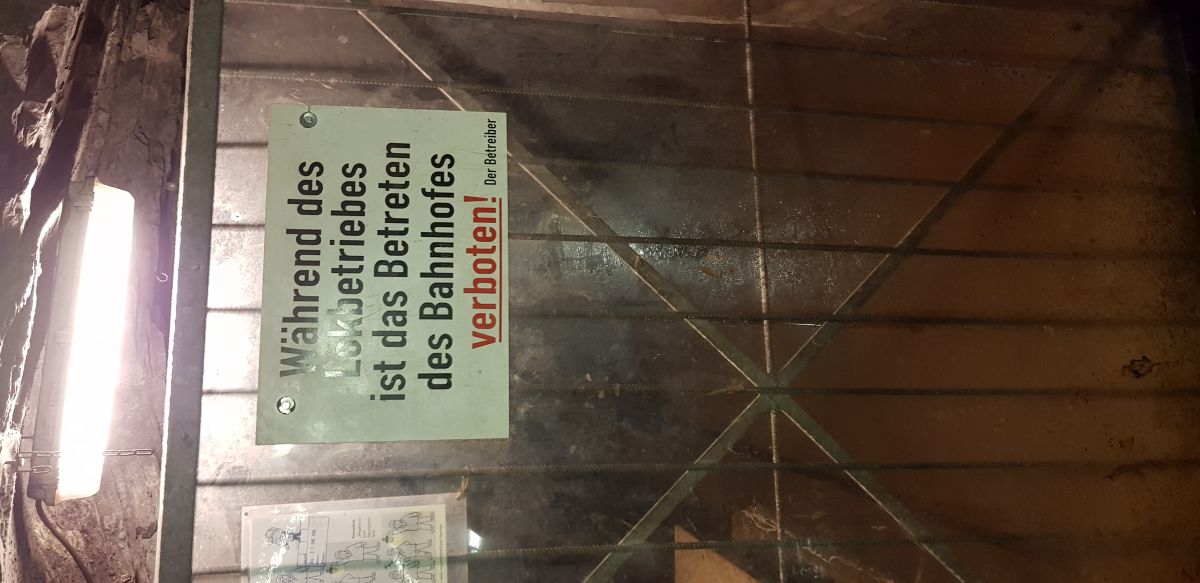 Während des
Lokbetriebes
ist das Betreten
des Bahnhofes
verboten!
Der Betreiber